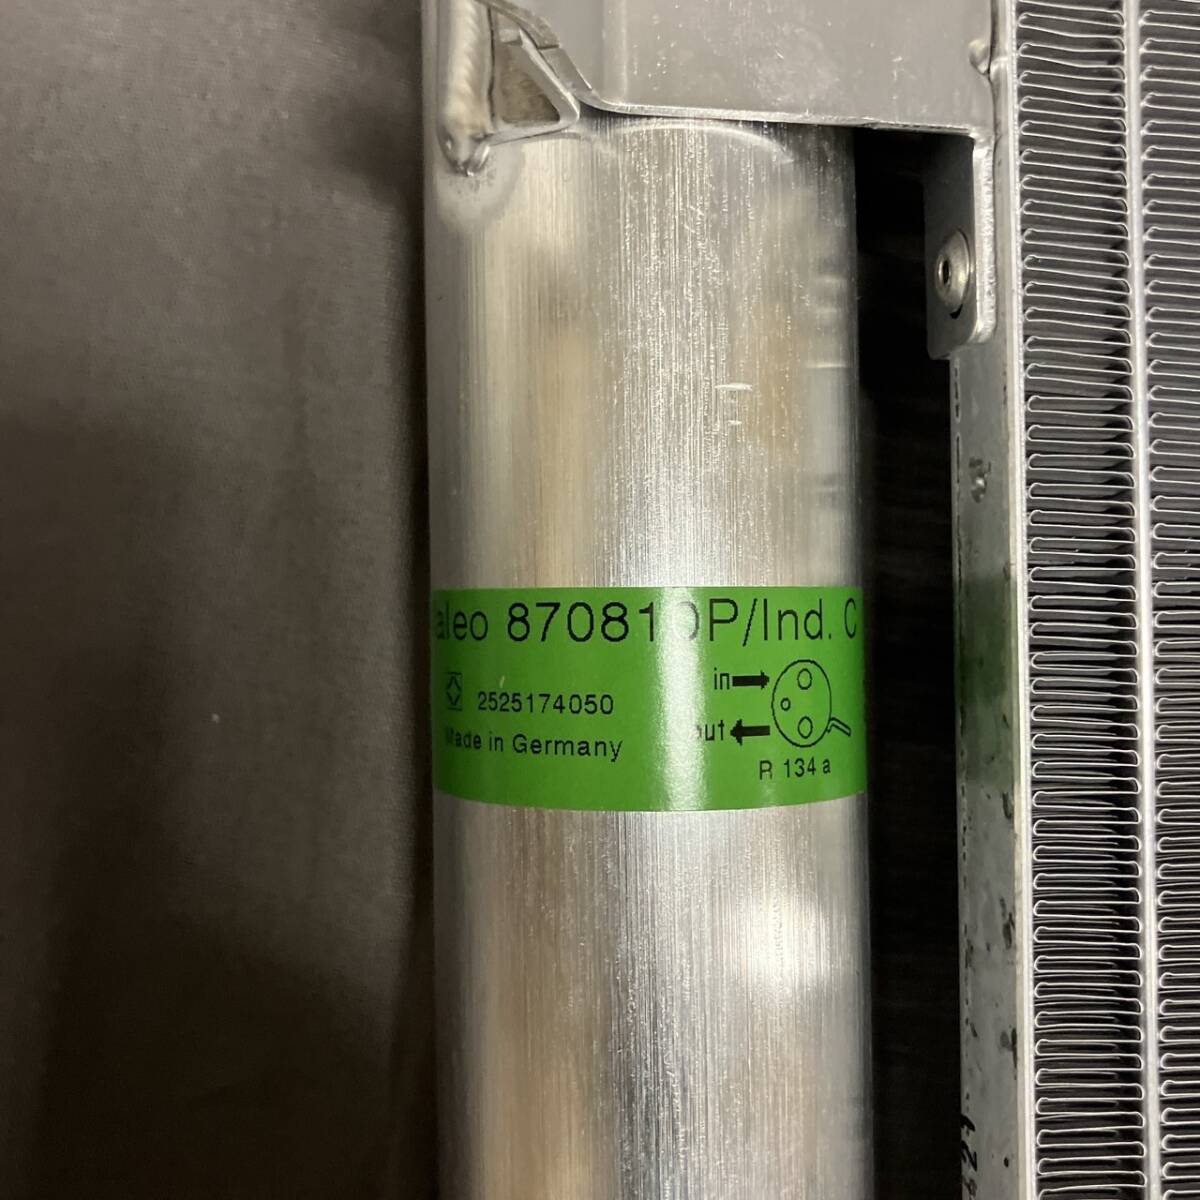 aleo 870810P/Ind. C
2525174050
in
out
Made in Germany
R 134 a